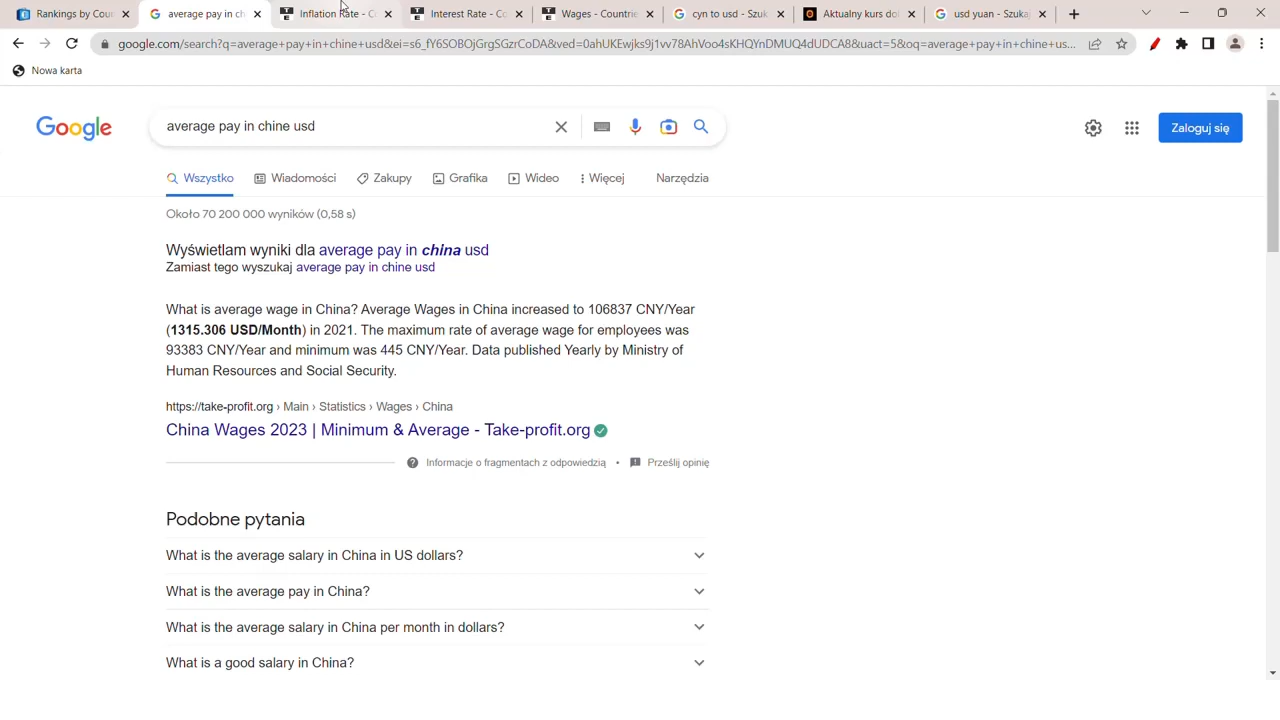 Rankings by Cour
average pay in ch
Inflation Rate - Co
Interest Rate - Co
Wages - Countrie
cyn to usd - Szuk
Aktualny kurs do
usd yuan - Szuka
google.com/search?q=average+pay+in+chine+usd&ei=s6_fY6SOBOjGrgSGzrCoDA&ved=0ahUKEwjks9j1vv78AhVoo4sKHQYnDMUQ4dUDCA8&uact=5&oq=average+pay+in+chine+us...
Nowa karta
Google
average pay in chine usd
Zaloguj się
Wszystko
Wiadomości
Zakupy
Grafika
Wideo
Więcej
Narzędzia
Około 70 200 000 wyników (0,58 s)
Wyświetlam wyniki dla average pay in china usd
Zamiast tego wyszukaj average pay in chine usd
What is average wage in China? Average Wages in China increased to 106837 CNY/Year
(1315.306 USD/Month) in 2021. The maximum rate of average wage for employees was
93383 CNY/Year and minimum was 445 CNY/Year. Data published Yearly by Ministry of
Human Resources and Social Security.
https://take-profit.org › Main › Statistics › Wages › China
China Wages 2023 | Minimum & Average - Take-profit.org
Informacje o fragmentach z odpowiedzią • Prześlij opinię
Podobne pytania
What is the average salary in China in US dollars?
What is the average pay in China?
What is the average salary in China per month in dollars?
What is a good salary in China?